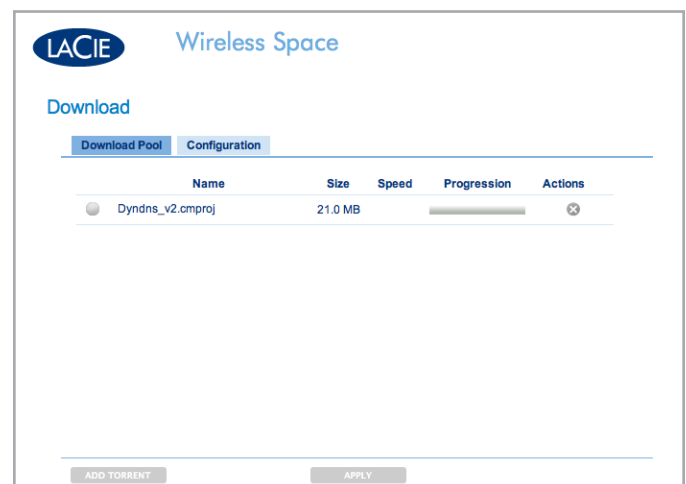 LACIE Wireless Space
Download
Download Pool Configuration
Name Size Speed Progression Actions
Dyndns_v2.cmproj 21.0 MB
ADD TORRENT APPLY